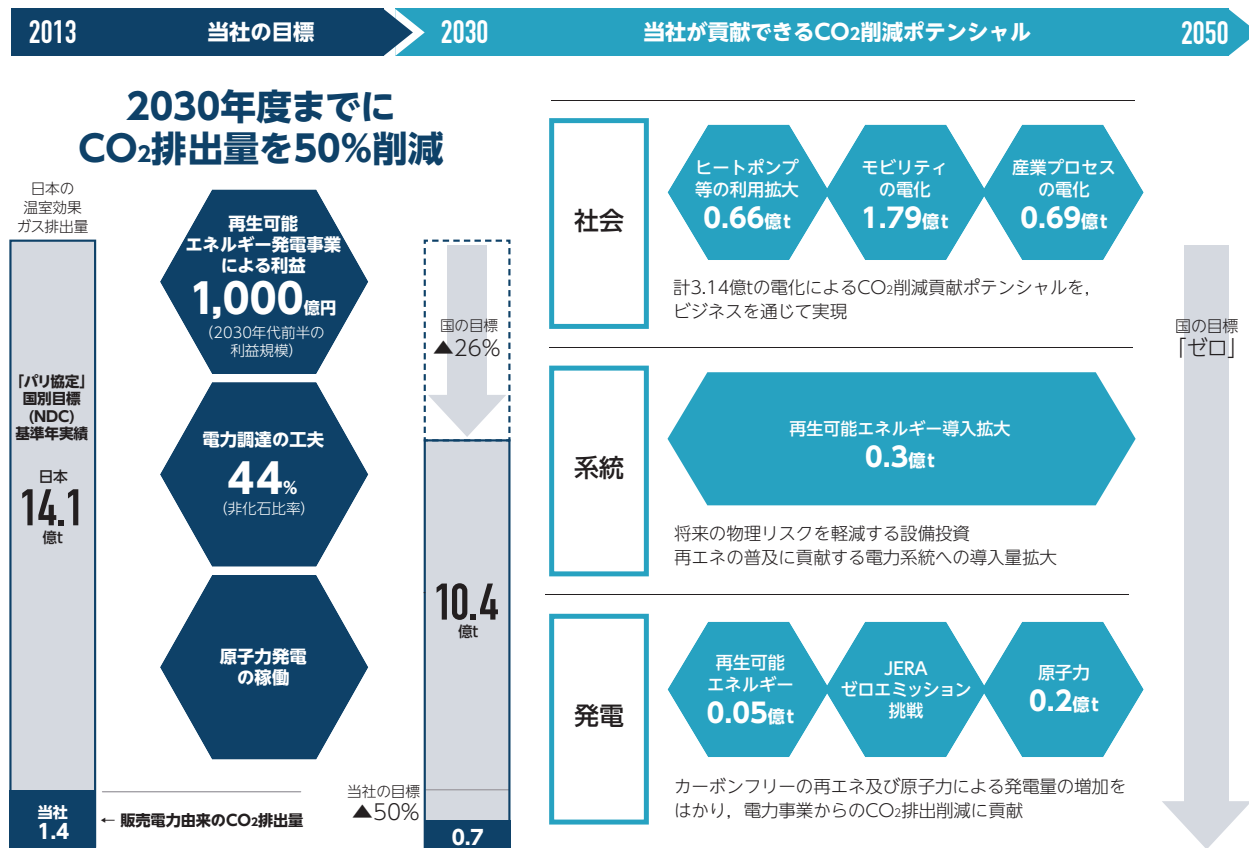 2013
当社の目標
2030
当社が貢献できるCO2削減ポテンシャル
2050
2030年度までに
CO2排出量を50%削減
日本の
温室効果
ガス排出量
「パリ協定」
国別目標
(NDC)
基準年実績
日本
14.1
億t
当社
1.4
← 販売電力由来のCO2排出量
再生可能
エネルギー発電事業
による利益
1,000億円
(2030年代前半の
利益規模)
電力調達の工夫
44%
(非化石比率)
原子力発電
の稼働
国の目標
▲26%
10.4
億t
当社の目標
▲50%
0.7
社会
ヒートポンプ
等の利用拡大
0.66億t
モビリティ
の電化
1.79億t
産業プロセス
の電化
0.69億t
計3.14億tの電化によるCO2削減貢献ポテンシャルを，
ビジネスを通じて実現
系統
再生可能エネルギー導入拡大
0.3億t
将来の物理リスクを軽減する設備投資
再エネの普及に貢献する電力系統への導入量拡大
発電
再生可能
エネルギー
0.05億t
JERA
ゼロエミッション
挑戦
原子力
0.2億t
カーボンフリーの再エネ及び原子力による発電量の増加を
はかり，電力事業からのCO2排出削減に貢献
国の目標
「ゼロ」